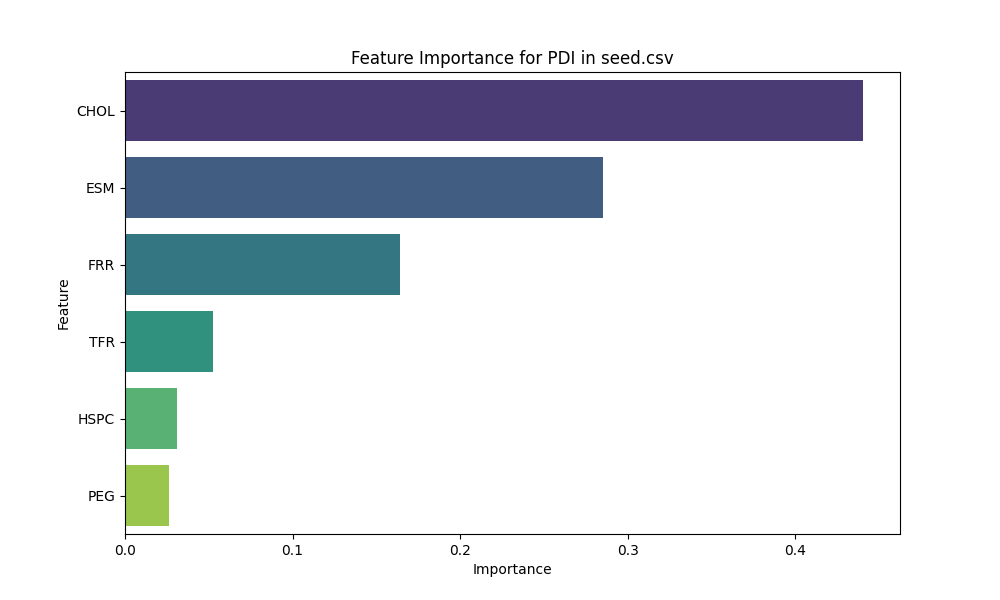 Feature Importance for PDI in seed.csv
CHOL
ESM
FRR
TFR
HSPC
PEG
Feature
0.0 0.1 0.2 0.3 0.4
Importance